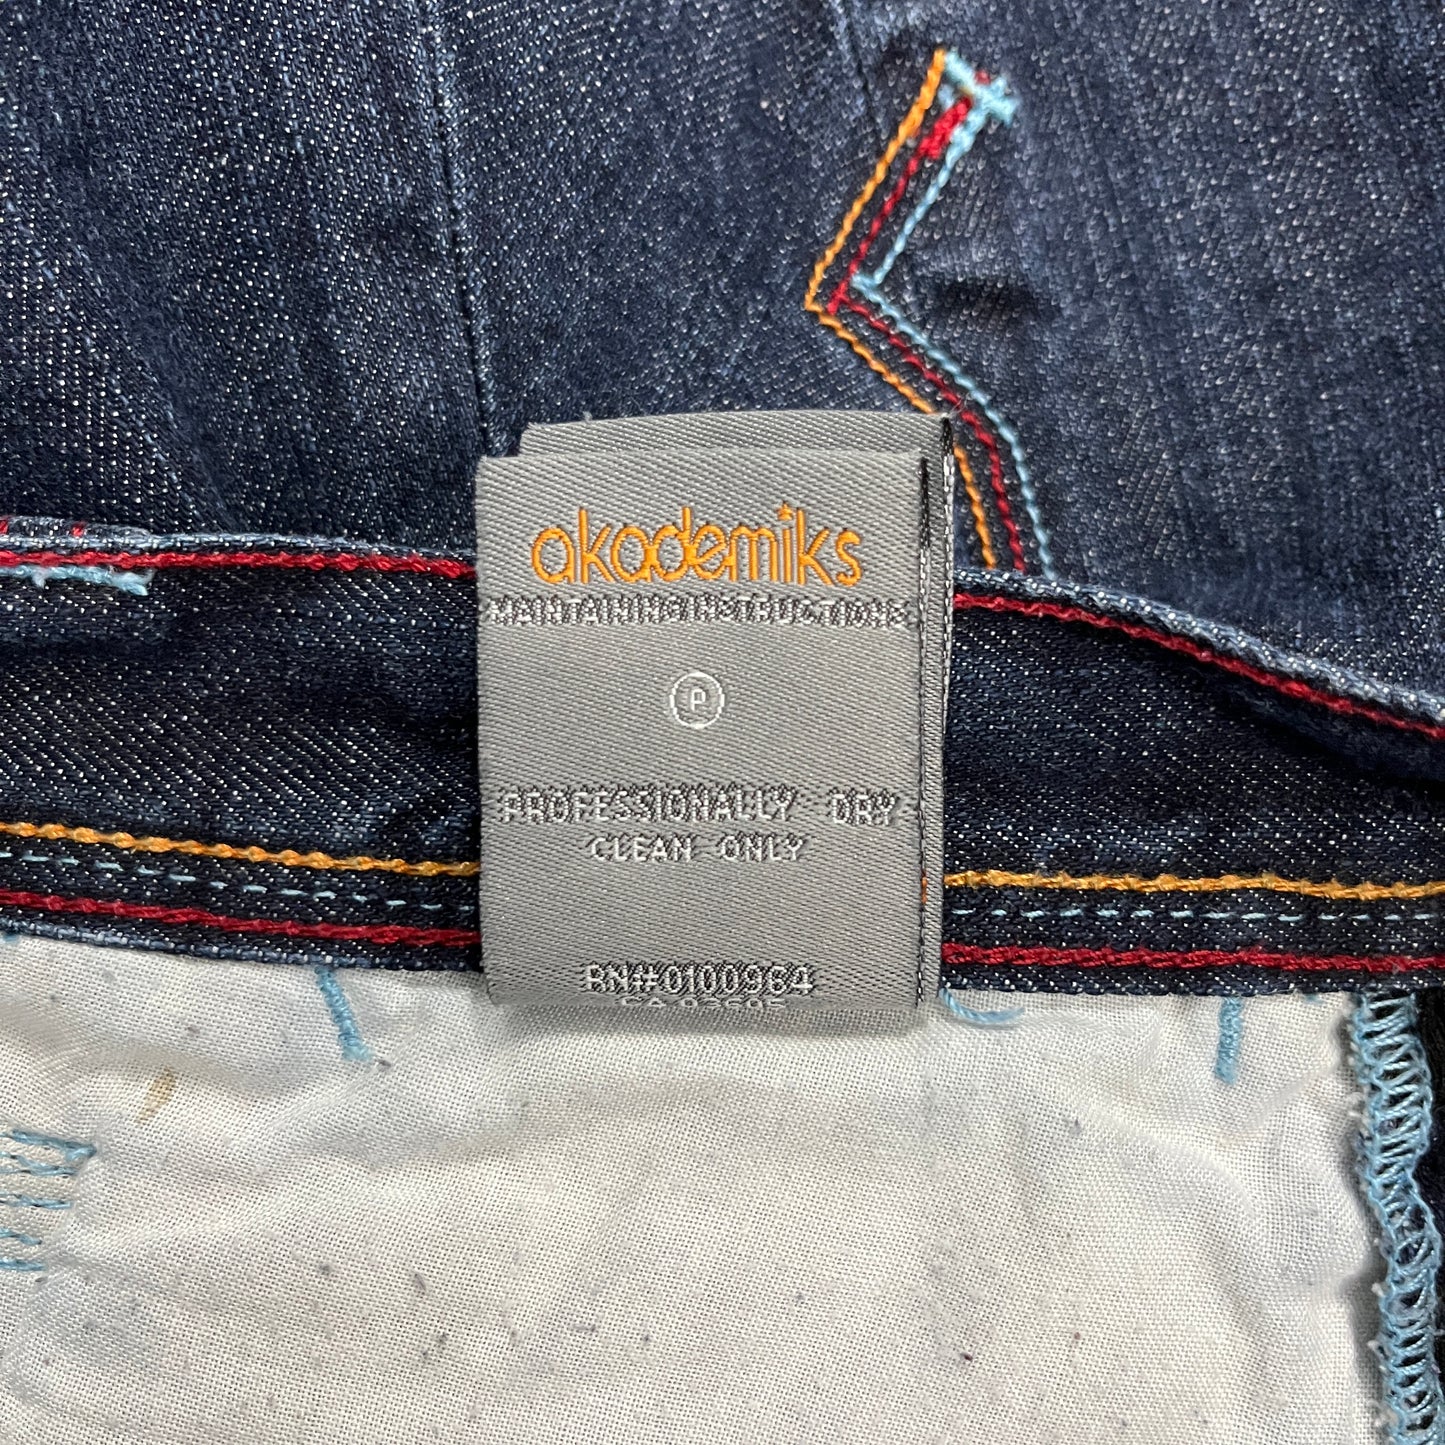 akademiks
MAINTAINING INSTRUCTIONS
P
PROFESSIONALLY DRY
CLEAN ONLY
RN#0100964